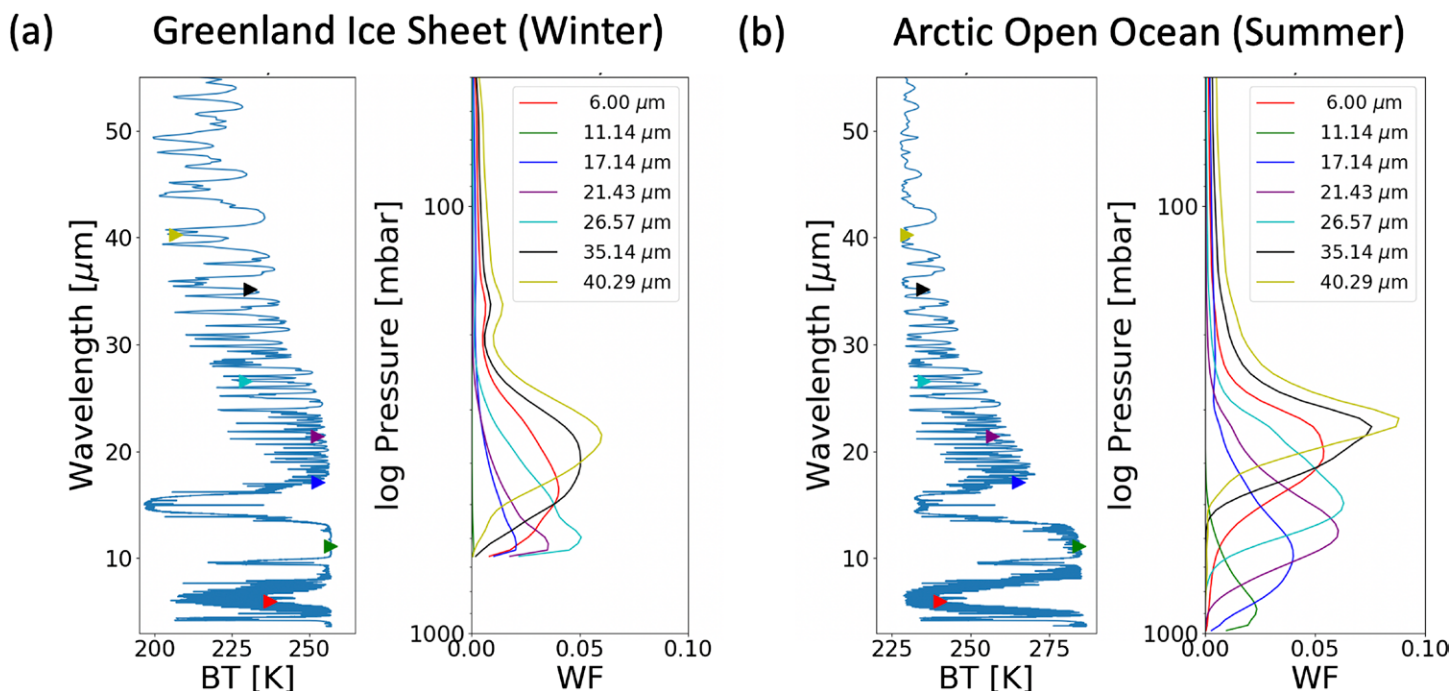 (a) Greenland Ice Sheet (Winter)
Wavelength [μm]
50
40
30
20
10
200 225 250
BT [K]
log Pressure [mbar]
100
1000
0.00 0.05 0.10
WF
6.00 μm
11.14 μm
17.14 μm
21.43 μm
26.57 μm
35.14 μm
40.29 μm
(b) Arctic Open Ocean (Summer)
Wavelength [μm]
50
40
30
20
10
225 250 275
BT [K]
log Pressure [mbar]
100
1000
0.00 0.05 0.10
WF
6.00 μm
11.14 μm
17.14 μm
21.43 μm
26.57 μm
35.14 μm
40.29 μm